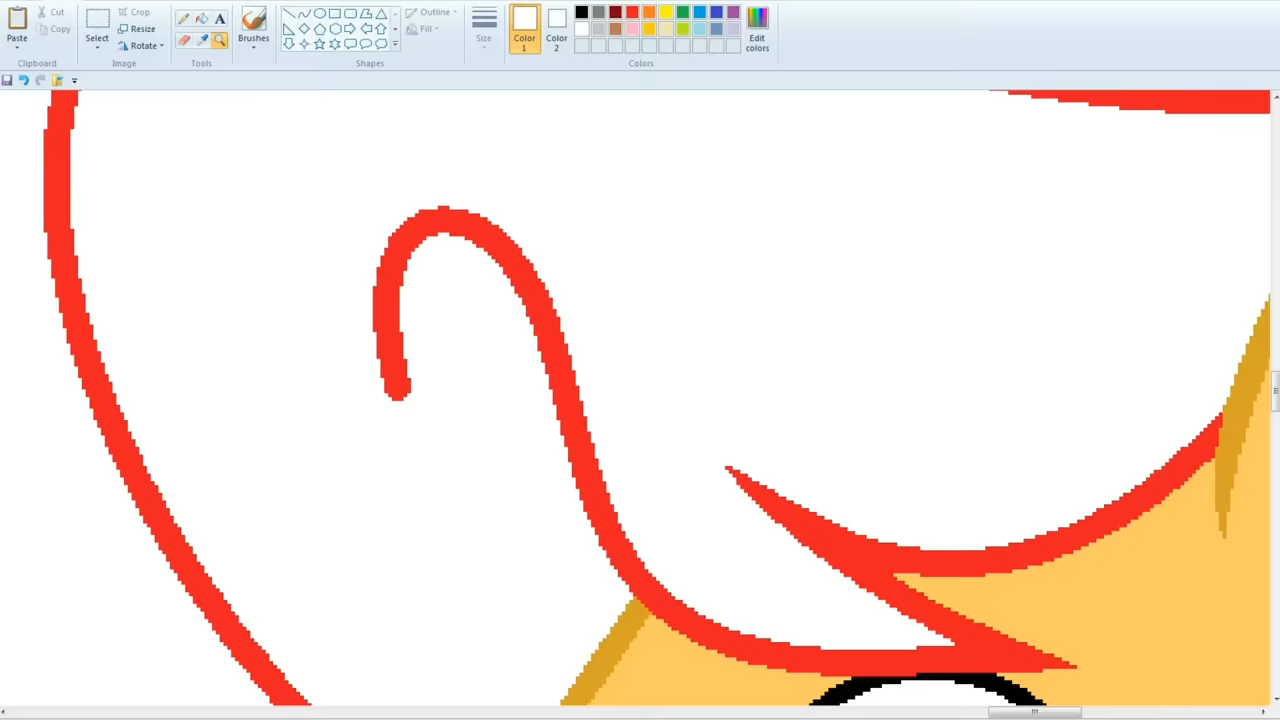 Paste
Cut
Copy
Clipboard
Select
Crop
Resize
Rotate
Image
A
Tools
Brushes
Outline
Fill
Shapes
Size
Color
1
Color
2
Edit
colors
Colors